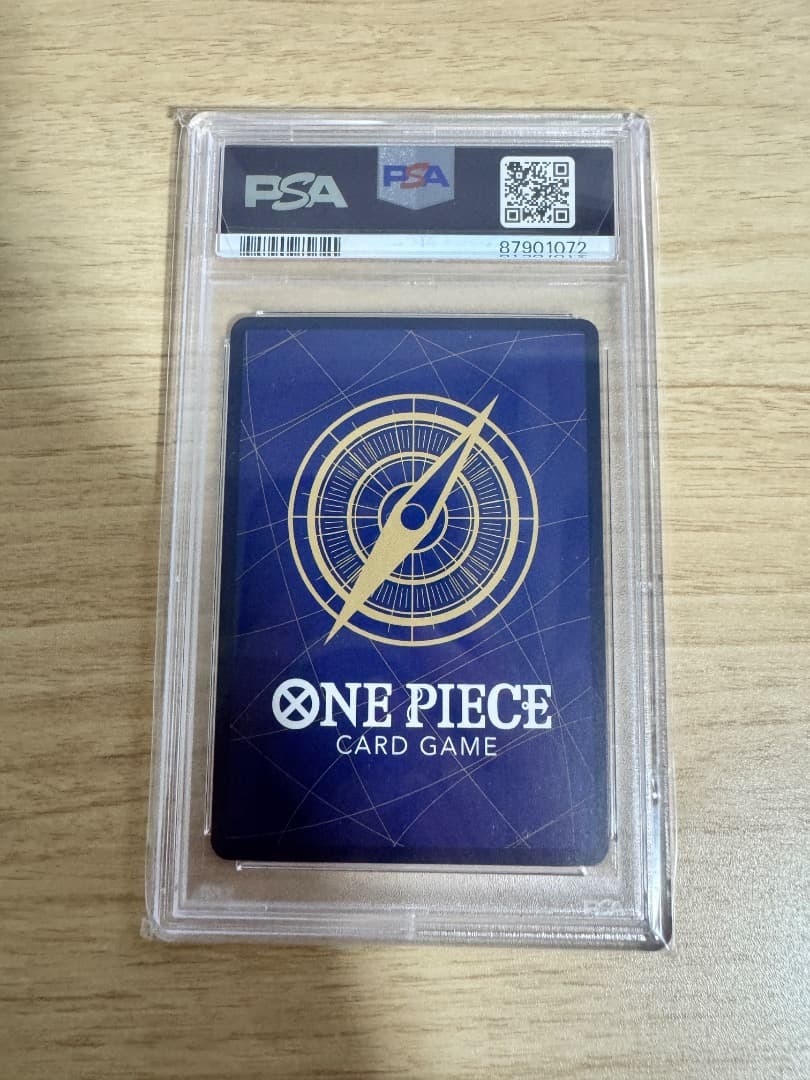 PSA
PSA
87901072
ONE PIECE
CARD GAME